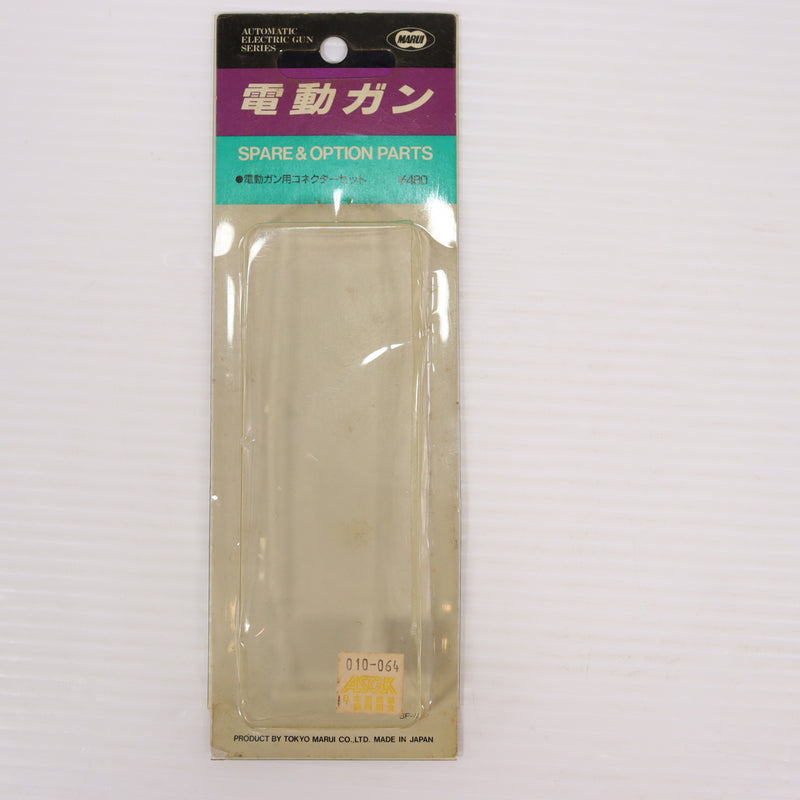 AUTOMATIC
ELECTRIC GUN
SERIES
MARUI
電動ガン
SPARE & OPTION PARTS
●電動ガン用コネクターセット ¥480
010-064
ASGK
PRODUCT BY TOKYO MARUI CO.,LTD. MADE IN JAPAN